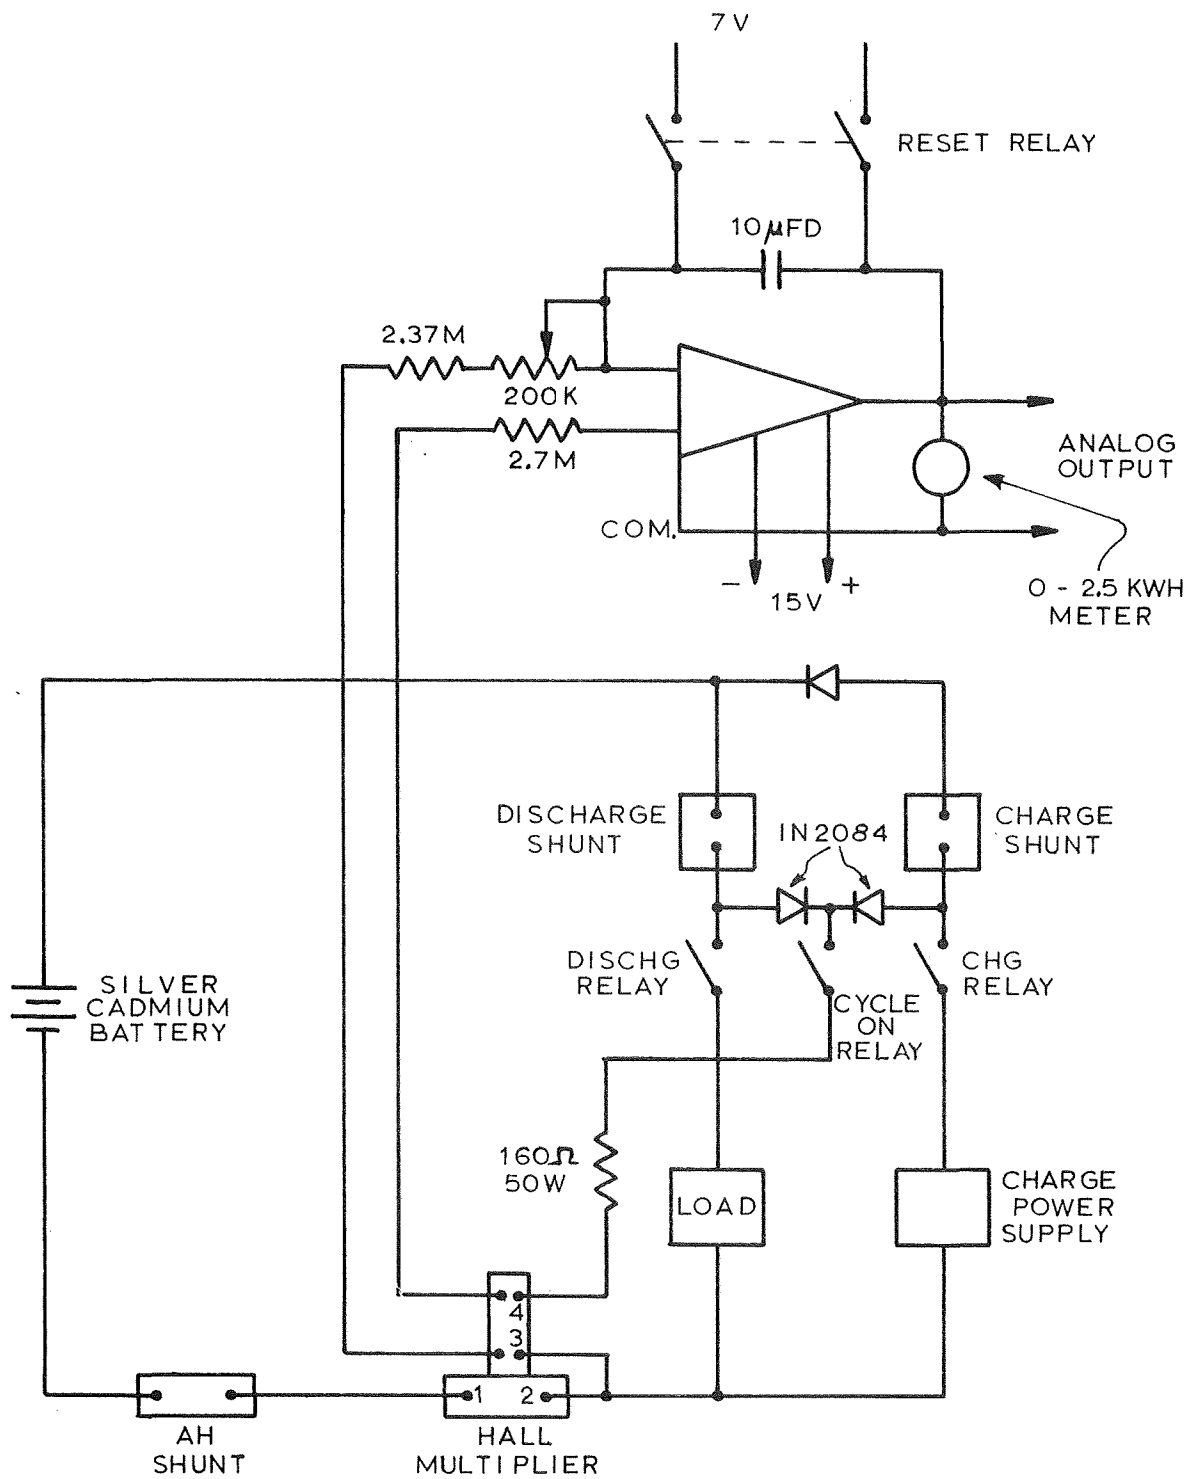 7V
RESET RELAY
10 μFD
2.37M
200K
2.7M
ANALOG
OUTPUT
COM.
-
15V
+
0 - 2.5 KWH
METER
DISCHARGE
SHUNT
IN2084
CHARGE
SHUNT
SILVER
CADMIUM
BATTERY
DISCHG
RELAY
CYCLE
ON
RELAY
CHG
RELAY
160Ω
50W
LOAD
CHARGE
POWER
SUPPLY
4
3
1 2
AH
SHUNT
HALL
MULTIPLIER